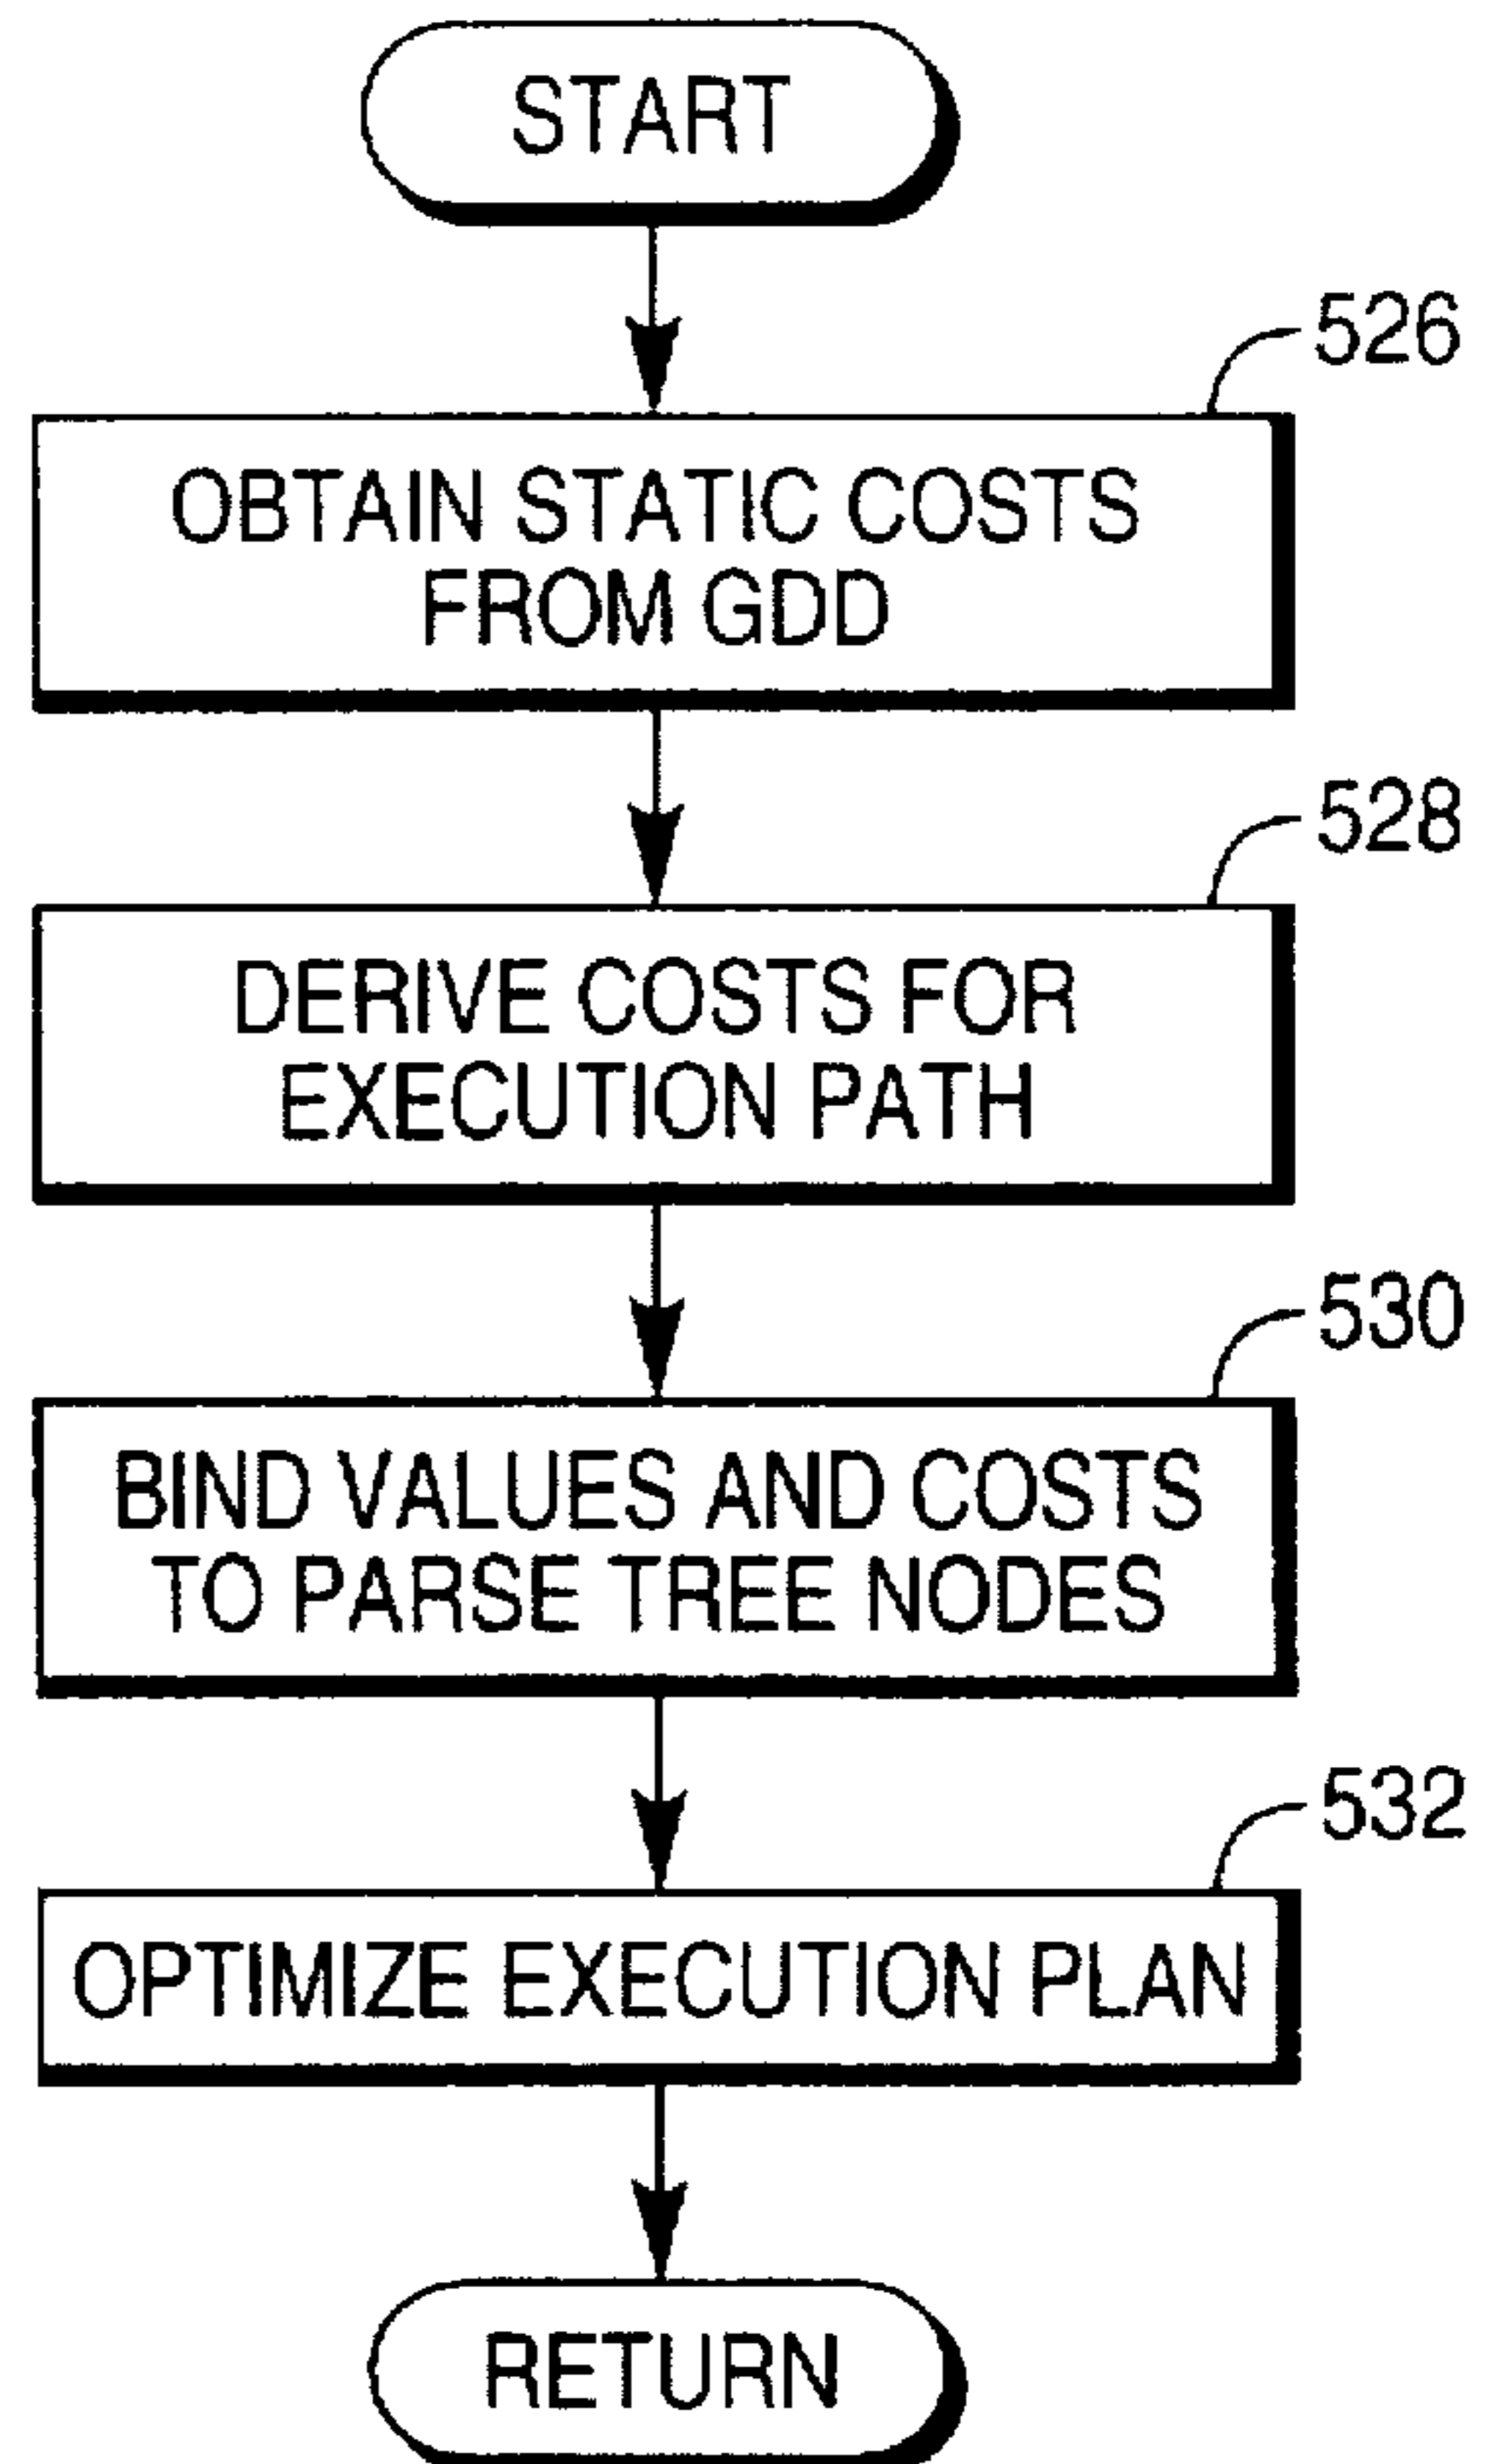 START
526
OBTAIN STATIC COSTS
FROM GDD
528
DERIVE COSTS FOR
EXECUTION PATH
530
BIND VALUES AND COSTS
TO PARSE TREE NODES
532
OPTIMIZE EXECUTION PLAN
RETURN